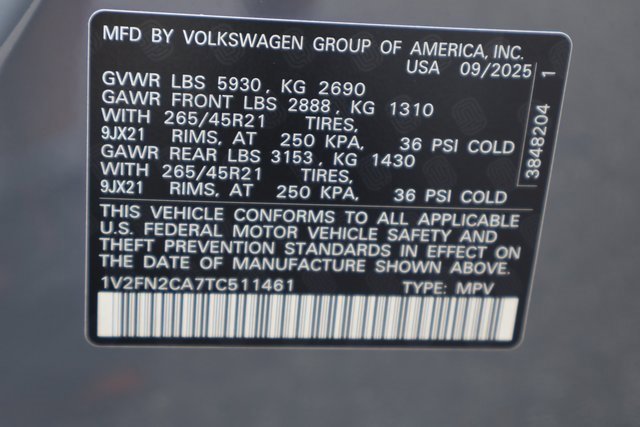 MFD BY VOLKSWAGEN GROUP OF AMERICA, INC.
USA 09/2025
GVWR LBS 5930, KG 2690
GAWR FRONT LBS 2888, KG 1310
WITH 265/45R21 TIRES,
9JX21 RIMS, AT 250 KPA, 36 PSI COLD
GAWR REAR LBS 3153, KG 1430
WITH 265/45R21 TIRES,
9JX21 RIMS, AT 250 KPA, 36 PSI COLD
THIS VEHICLE CONFORMS TO ALL APPLICABLE
U.S. FEDERAL MOTOR VEHICLE SAFETY AND
THEFT PREVENTION STANDARDS IN EFFECT ON
THE DATE OF MANUFACTURE SHOWN ABOVE.
1V2FN2CA7TC511461 TYPE: MPV
3848204 1